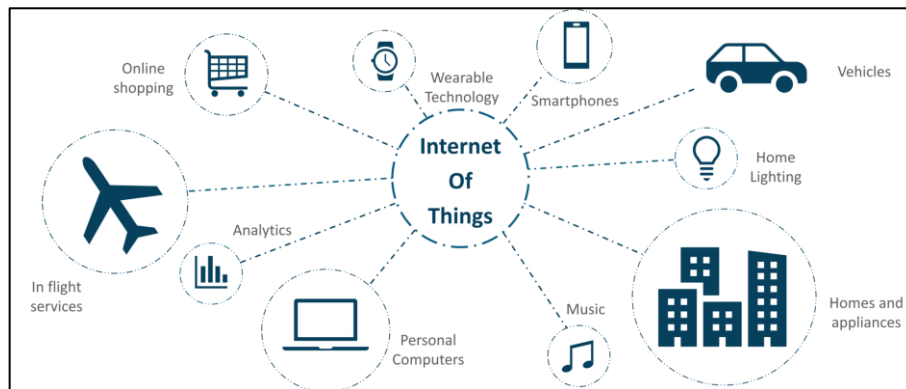 Online
shopping
Wearable
Technology
Smartphones
Vehicles
Internet
Of
Things
Home
Lighting
Analytics
In flight
services
Personal
Computers
Music
Homes and
appliances